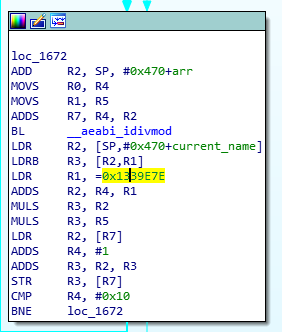 loc_1672
ADD R2, SP, #0x470+arr
MOVS R0, R4
MOVS R1, R5
ADDS R7, R4, R2
BL __aeabi_idivmod
LDR R2, [SP,#0x470+current_name]
LDRB R3, [R2,R1]
LDR R1, =0x1339E7E
ADDS R2, R4, R1
MULS R3, R2
MULS R3, R5
LDR R2, [R7]
ADDS R4, #1
ADDS R3, R2, R3
STR R3, [R7]
CMP R4, #0x10
BNE loc_1672